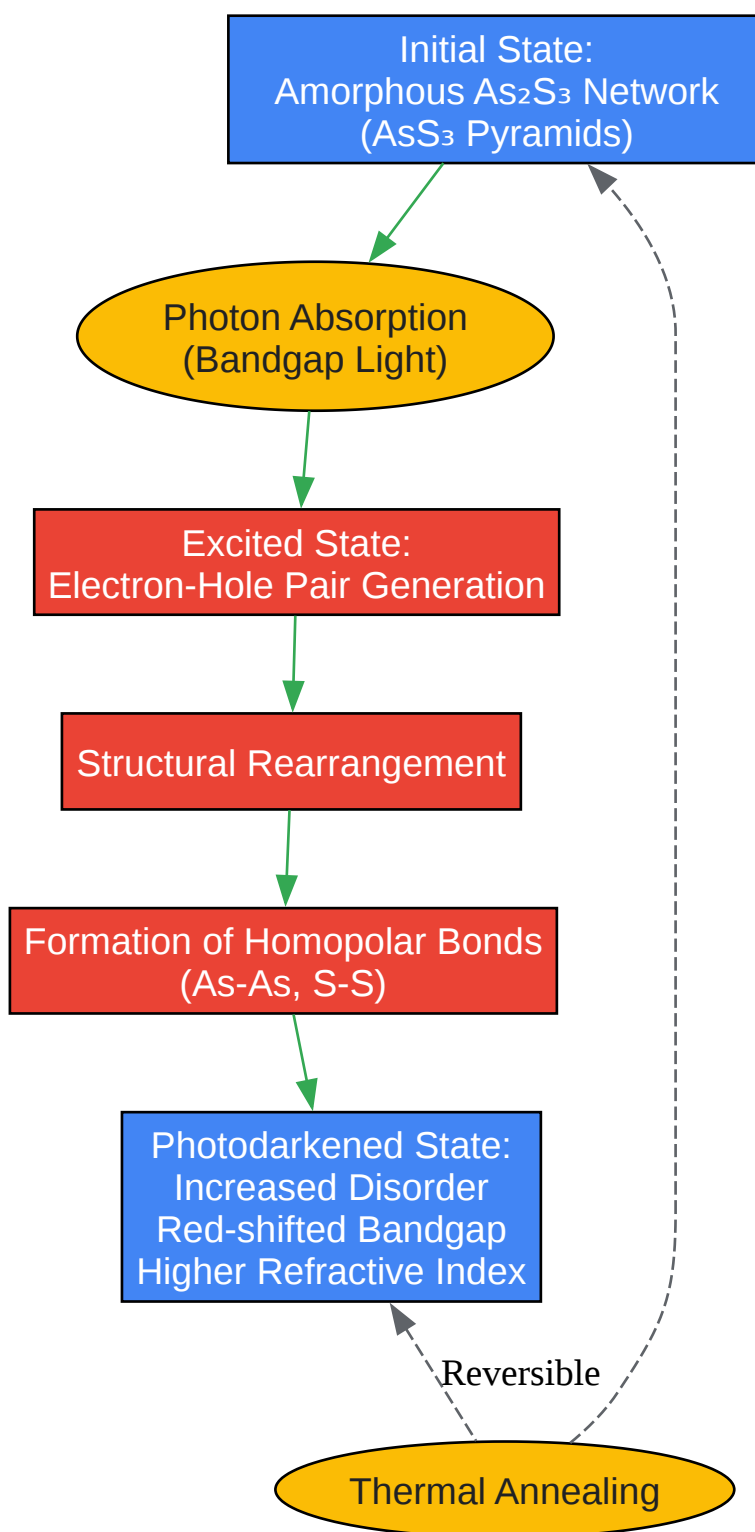 Initial State:
Amorphous As₂S₃ Network
(AsS₃ Pyramids)
Photon Absorption
(Bandgap Light)
Excited State:
Electron-Hole Pair Generation
Structural Rearrangement
Formation of Homopolar Bonds
(As-As, S-S)
Photodarkened State:
Increased Disorder
Red-shifted Bandgap
Higher Refractive Index
Reversible
Thermal Annealing